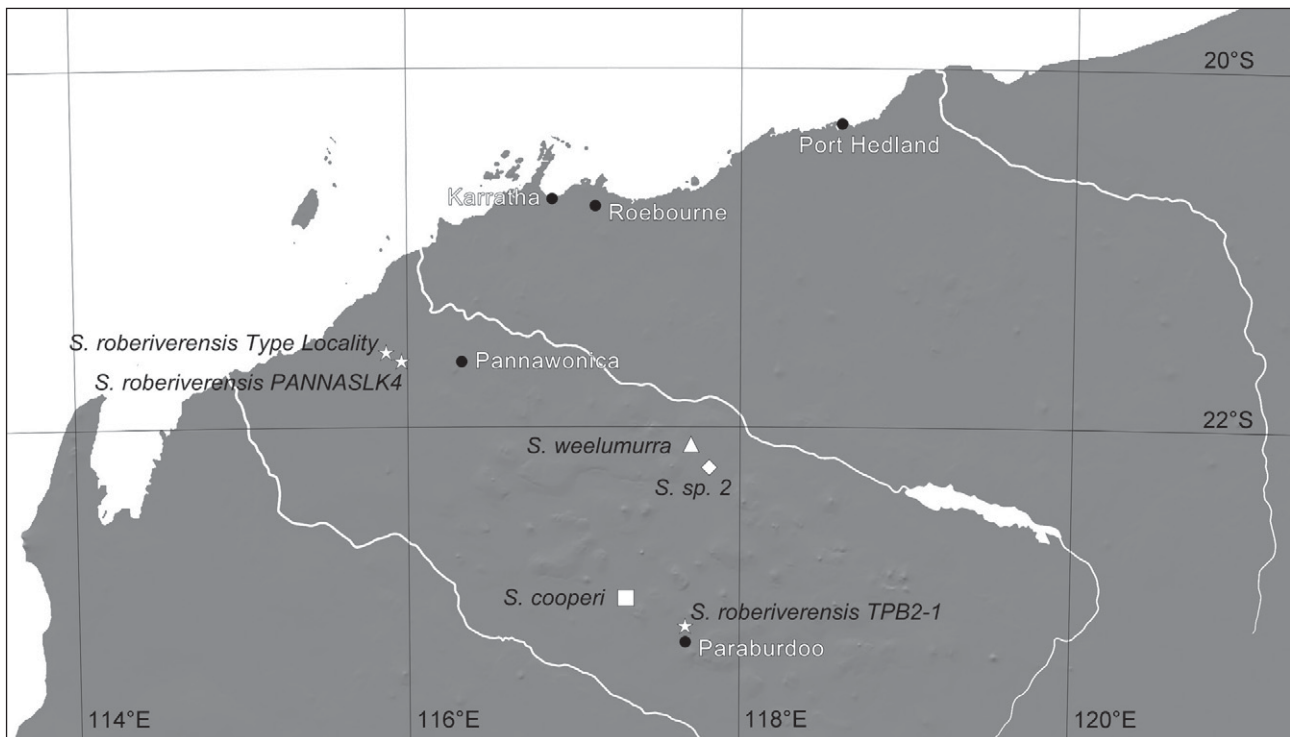 20°S
Port Hedland
Karratha
Roebourne
S. roberiverensis Type Locality
Pannawonica
S. roberiverensis PANNASLK4
22°S
S. weelumurra
S. sp. 2
S. cooperi
S. roberiverensis TPB2-1
Paraburdoo
114°E
116°E
118°E
120°E